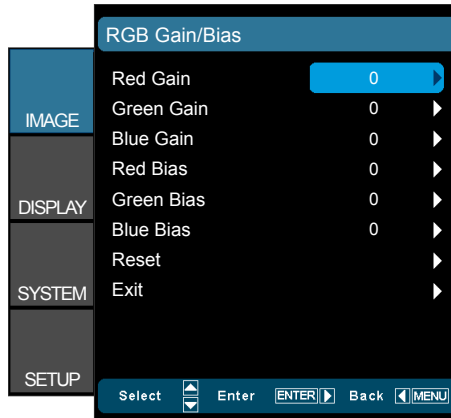 RGB Gain/Bias
IMAGE
DISPLAY
SYSTEM
SETUP
Red Gain 0
Green Gain 0
Blue Gain 0
Red Bias 0
Green Bias 0
Blue Bias 0
Reset
Exit
Select Enter ENTER Back MENU